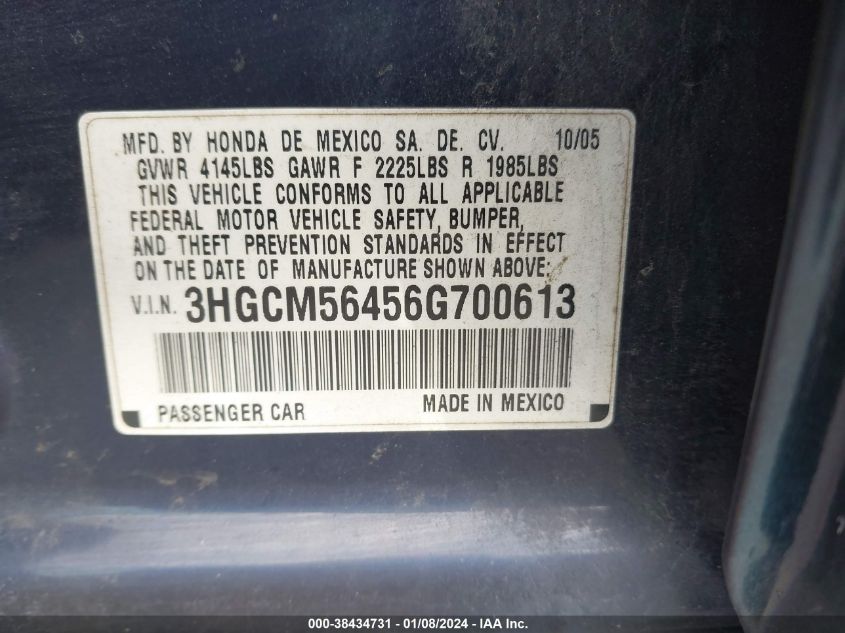 MFD. BY HONDA DE MEXICO SA. DE. CV. 10/05
GVWR 4145LBS GAWR F 2225LBS R 1985LBS
THIS VEHICLE CONFORMS TO ALL APPLICABLE
FEDERAL MOTOR VEHICLE SAFETY, BUMPER,
AND THEFT PREVENTION STANDARDS IN EFFECT
ON THE DATE OF MANUFACTURE SHOWN ABOVE:
V.I.N. 3HGCM56456G700613
PASSENGER CAR MADE IN MEXICO
000-38434731 - 01/08/2024 - IAA Inc.